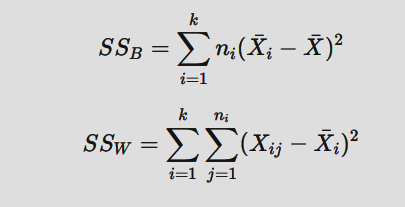 $SS_B = \sum_{i=1}^{k} n_i(\bar{X}_i - \bar{X})^2$
$SS_W = \sum_{i=1}^{k} \sum_{j=1}^{n_i} (X_{ij} - \bar{X}_i)^2$